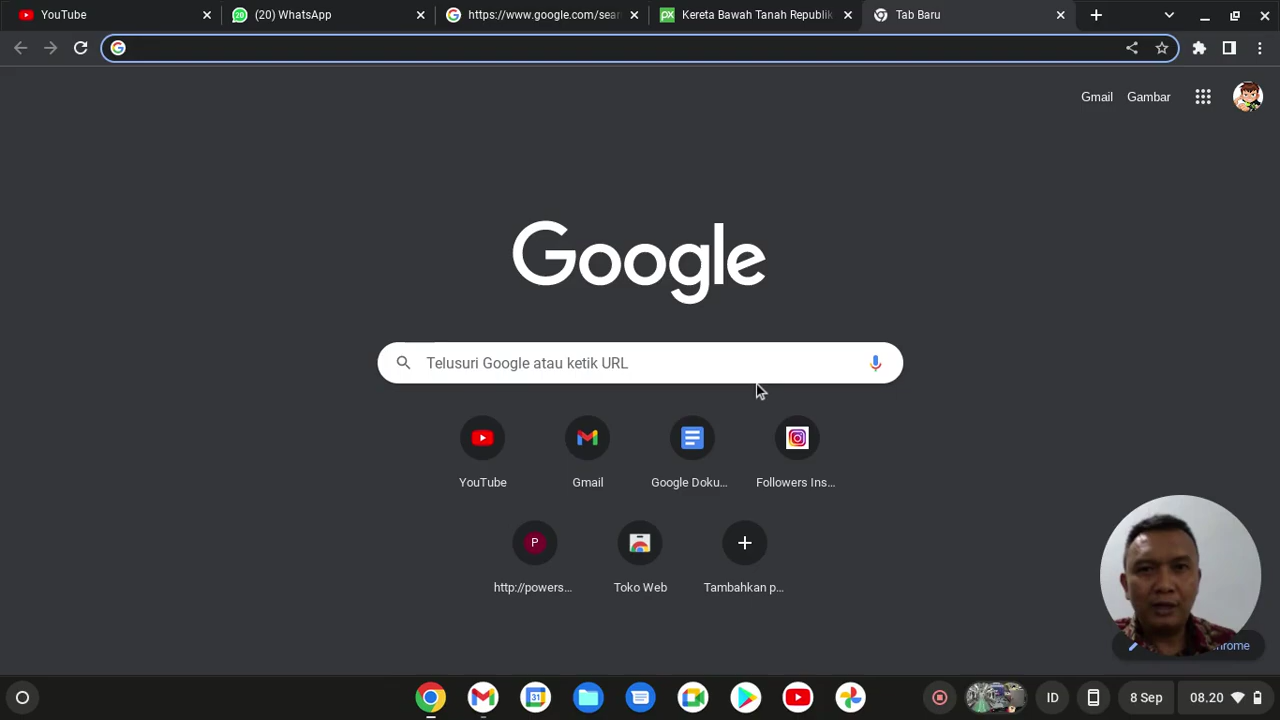 YouTube
(20) WhatsApp
https://www.google.com/sear
Kereta Bawah Tanah Republik
Tab Baru
Gmail
Gambar
Google
Telusuri Google atau ketik URL
YouTube
Gmail
Google Doku...
Followers Ins...
P
http://powers...
Toko Web
Tambahkan p...
hrome
31
ID
8 Sep
08.20